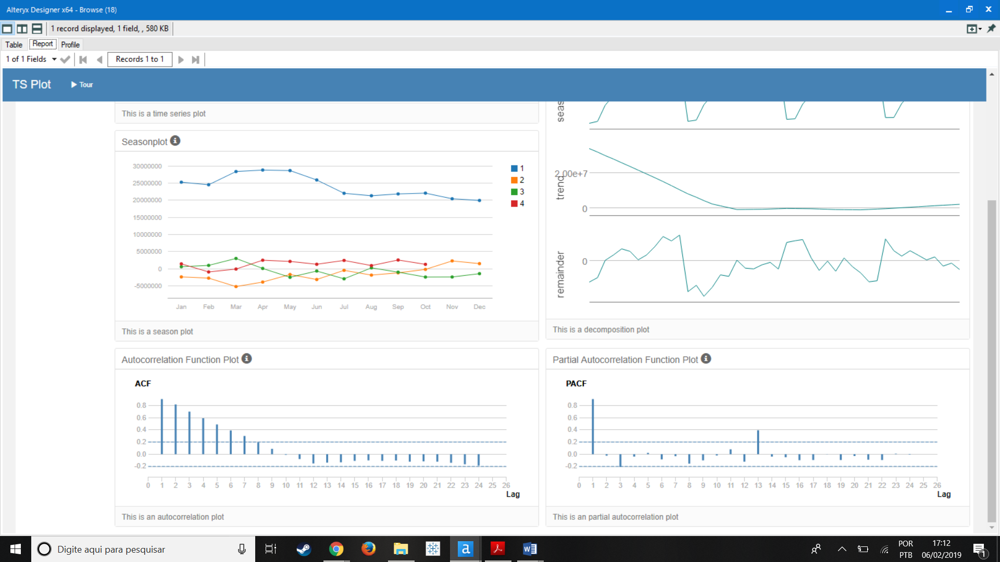 Alteryx Designer x64 - Browse (18)
1 record displayed, 1 field, , 580 KB
Table Report Profile
1 of 1 Fields Records 1 to 1
TS Plot Tour
This is a time series plot
Seasonplot
30000000
25000000
20000000
15000000
10000000
5000000
0
-5000000
Jan Feb Mar Apr May Jun Jul Aug Sep Oct Nov Dec
1
2
3
4
This is a season plot
seas
2.00e+7
trend
0
0
remainder
This is a decomposition plot
Autocorrelation Function Plot
ACF
0.8
0.6
0.4
0.2
0.0
-0.2
0 1 2 3 4 5 6 7 8 9 10 11 12 13 14 15 16 17 18 19 20 21 22 23 24 25 26
Lag
This is an autocorrelation plot
Partial Autocorrelation Function Plot
PACF
0.8
0.6
0.4
0.2
0.0
-0.2
0 1 2 3 4 5 6 7 8 9 10 11 12 13 14 15 16 17 18 19 20 21 22 23 24 25 26
Lag
This is an partial autocorrelation plot
Digite aqui para pesquisar
a
W
POR
PTB
17:12
06/02/2019
1